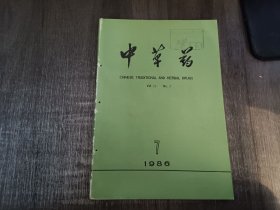 中草药
CHINESE TRADITIONAL AND HERBAL DRUGS
7
1986